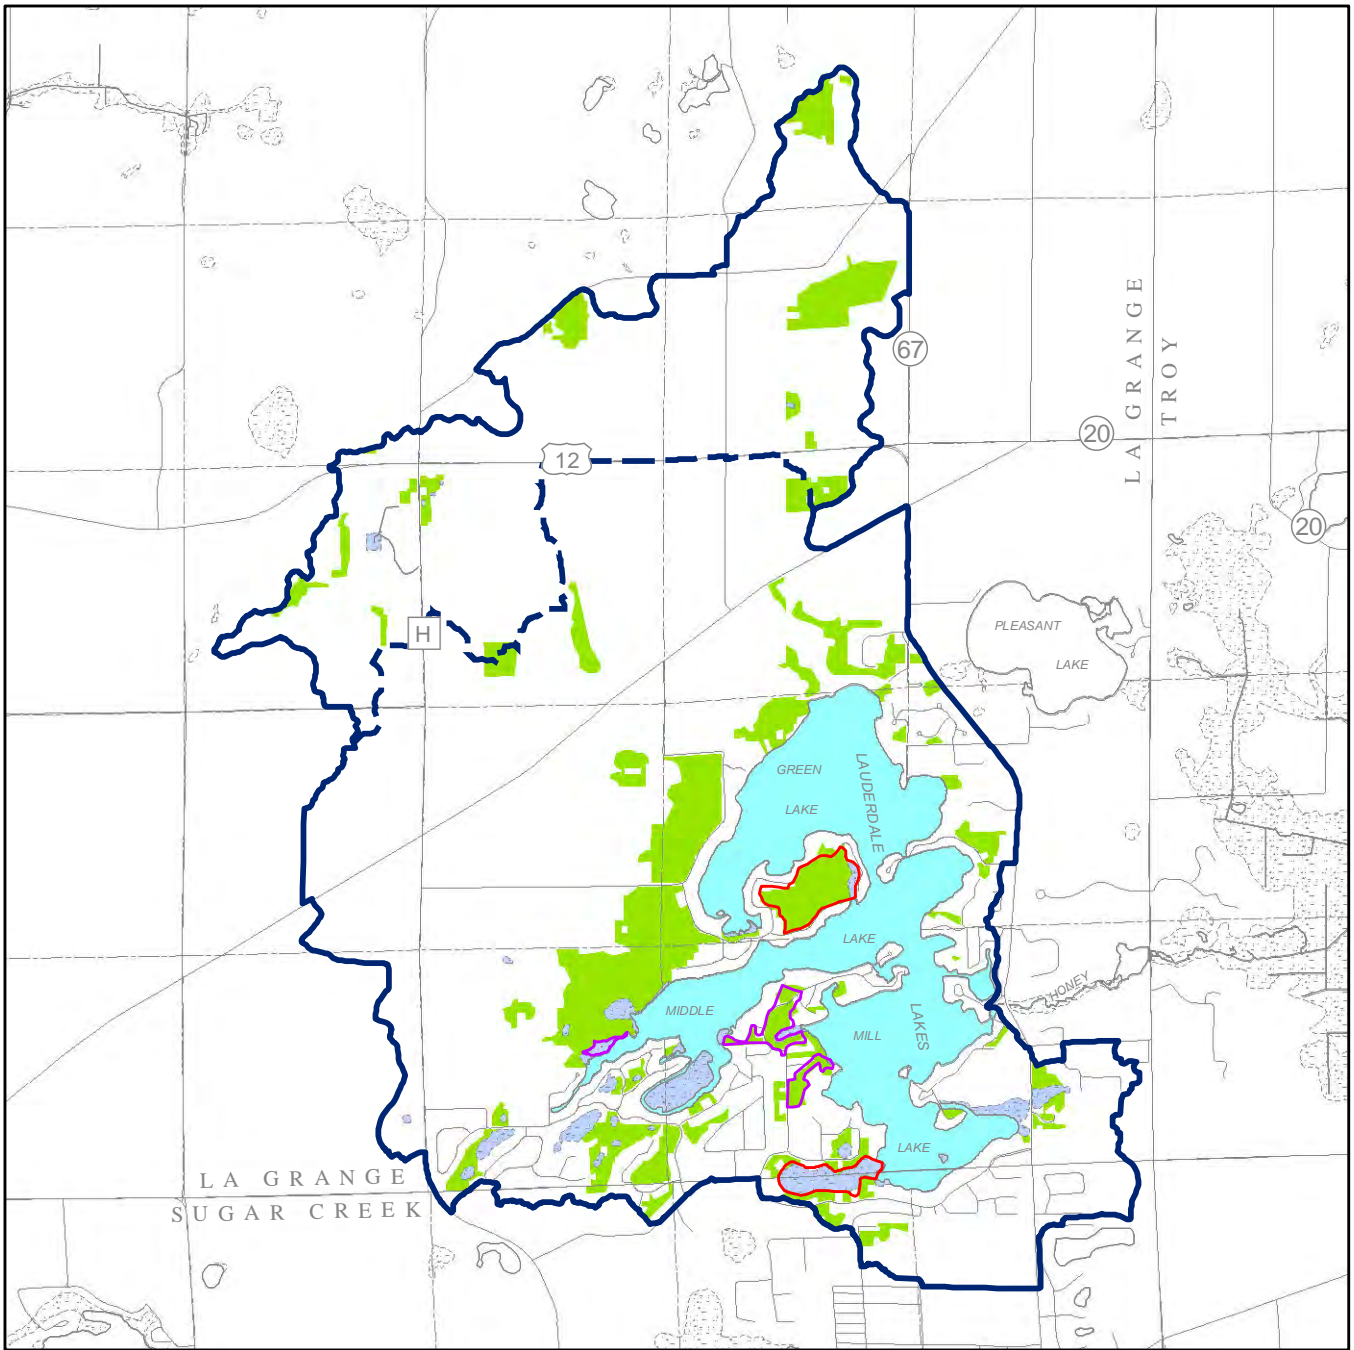 67
LA GRANGE
TROY
20
12
20
H
PLEASANT
LAKE
GREEN
LAKE
LAUDERDALE
LAKE
HONEY
MIDDLE
MILL
LAKES
LAKE
LA GRANGE
SUGAR CREEK